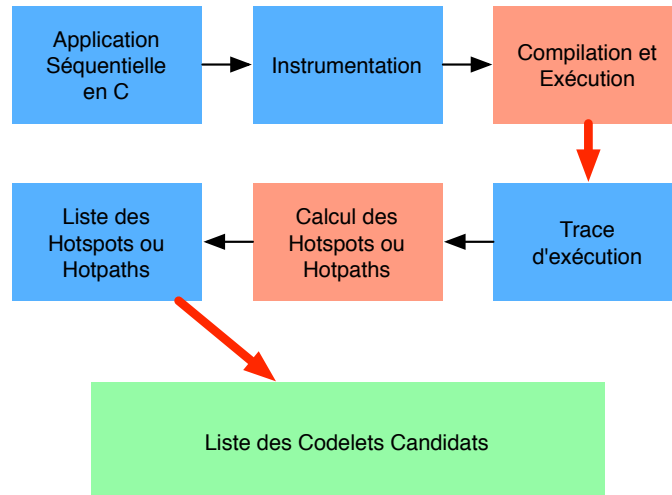 Application
Séquentielle
en C
Instrumentation
Compilation et
Exécution
Liste des
Hotspots ou
Hotpaths
Calcul des
Hotspots ou
Hotpaths
Trace
d'exécution
Liste des Codelets Candidats